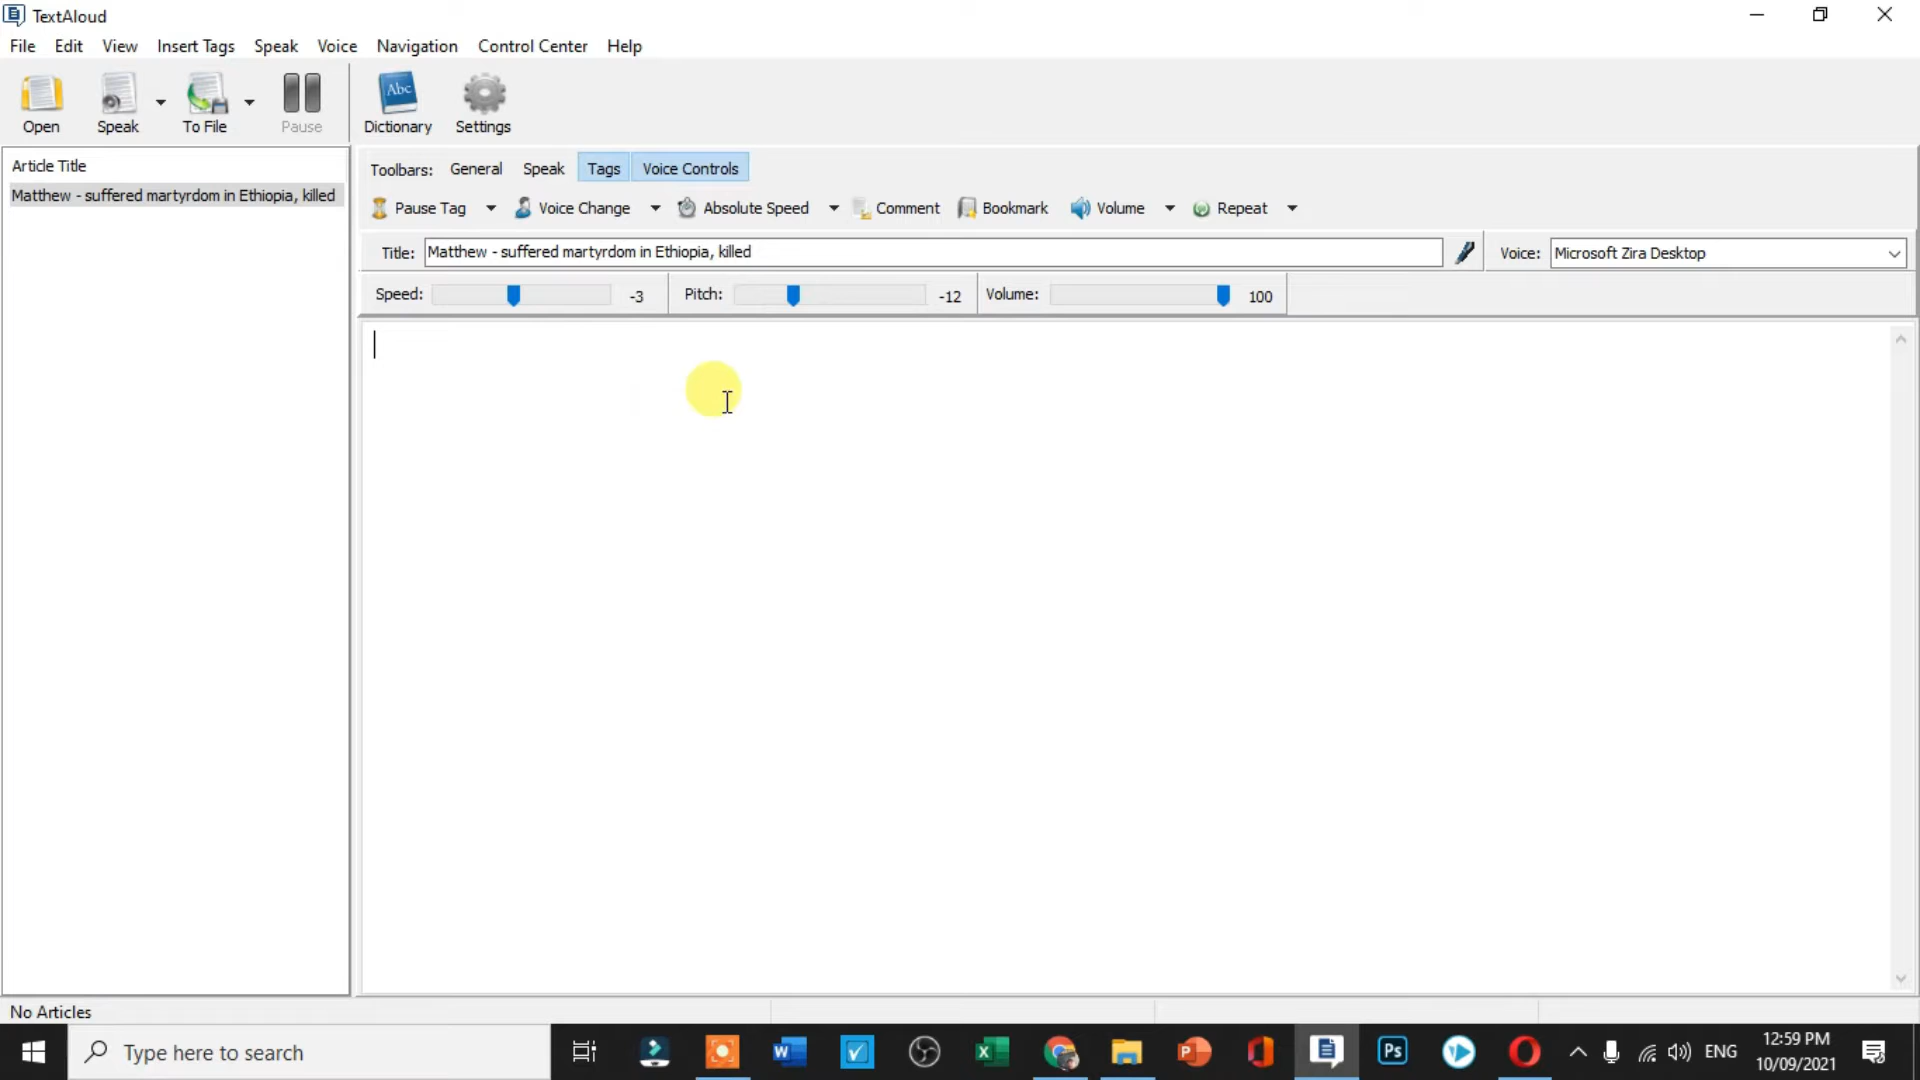 TextAloud
File Edit View Insert Tags Speak Voice Navigation Control Center Help
Abc
Open Speak To File Pause Dictionary Settings
Article Title
Matthew - suffered martyrdom in Ethiopia, killed
Toolbars: General Speak Tags Voice Controls
Pause Tag Voice Change Absolute Speed Comment Bookmark Volume Repeat
Title: Matthew - suffered martyrdom in Ethiopia, killed Voice: Microsoft Zira Desktop
Speed: -3 Pitch: -12 Volume: 100
No Articles
Type here to search
W
X
P
Ps
ENG
12:59 PM
10/09/2021